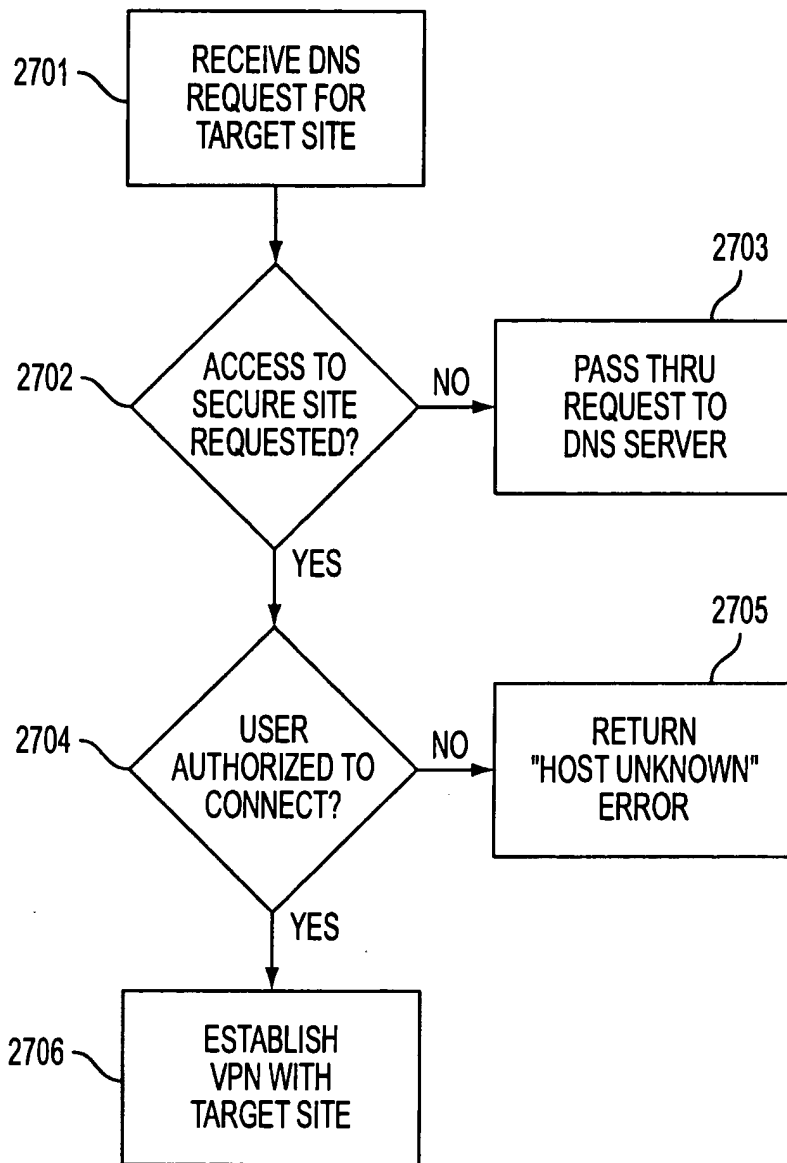 2701
RECEIVE DNS
REQUEST FOR
TARGET SITE
2702
ACCESS TO
SECURE SITE
REQUESTED?
NO
2703
PASS THRU
REQUEST TO
DNS SERVER
YES
2704
USER
AUTHORIZED TO
CONNECT?
NO
2705
RETURN
"HOST UNKNOWN"
ERROR
YES
2706
ESTABLISH
VPN WITH
TARGET SITE